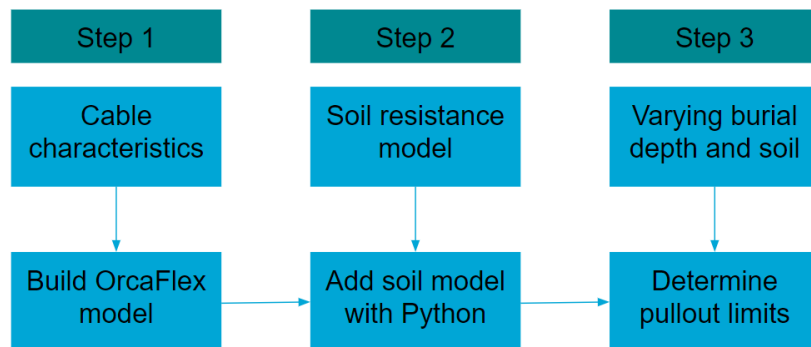 Step 1
Step 2
Step 3
Cable
characteristics
Soil resistance
model
Varying burial
depth and soil
Build OrcaFlex
model
Add soil model
with Python
Determine
pullout limits